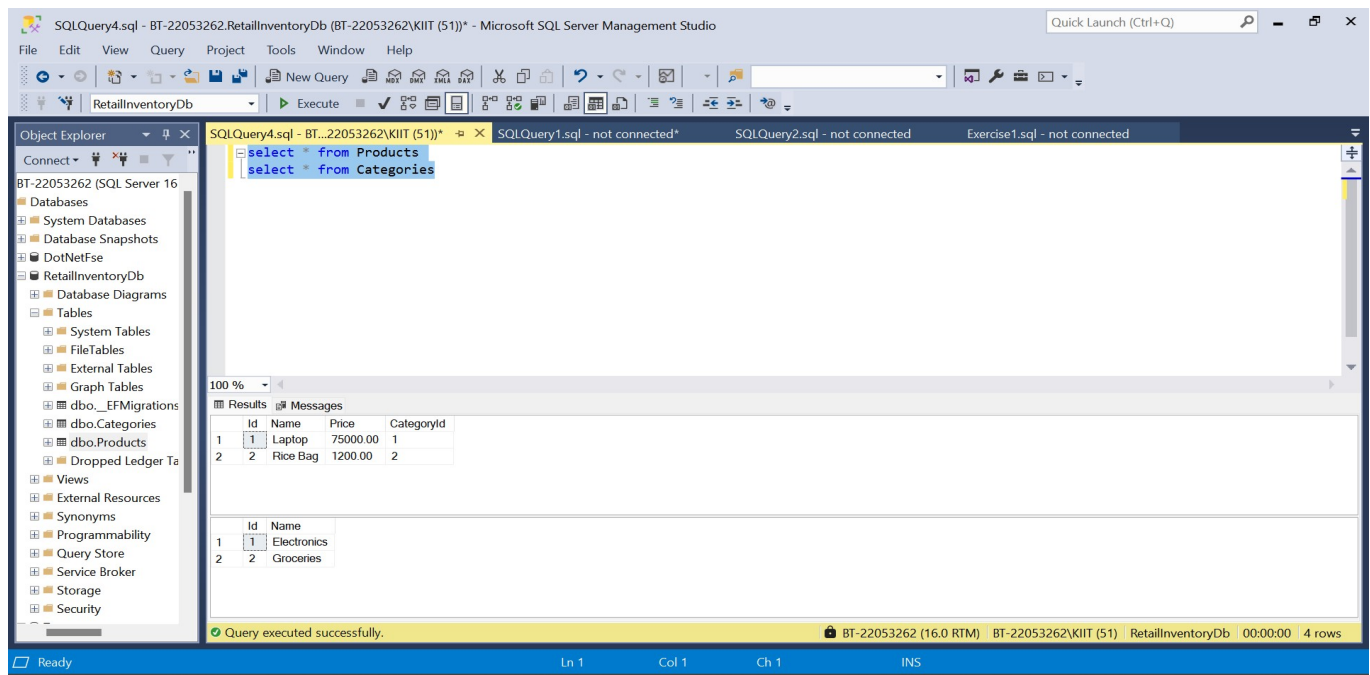 SQLQuery4.sql - BT-22053262.RetailInventoryDb (BT-22053262\KIIT (51))* - Microsoft SQL Server Management Studio
Quick Launch (Ctrl+Q)
File Edit View Query Project Tools Window Help
New Query MDX DMX XMLA DAX
RetailInventoryDb Execute
Object Explorer
SQLQuery4.sql - BT...22053262\KIIT (51))* SQLQuery1.sql - not connected* SQLQuery2.sql - not connected Exercise1.sql - not connected
Connect
BT-22053262 (SQL Server 16
Databases
System Databases
Database Snapshots
DotNetFse
RetailInventoryDb
Database Diagrams
Tables
System Tables
FileTables
External Tables
Graph Tables
dbo.__EFMigrations
dbo.Categories
dbo.Products
Dropped Ledger Ta
Views
External Resources
Synonyms
Programmability
Query Store
Service Broker
Storage
Security
select * from Products
select * from Categories
100 %
Results Messages
Id Name Price CategoryId
1 1 Laptop 75000.00 1
2 2 Rice Bag 1200.00 2
Id Name
1 1 Electronics
2 2 Groceries
Query executed successfully. BT-22053262 (16.0 RTM) BT-22053262\KIIT (51) RetailInventoryDb 00:00:00 4 rows
Ready Ln 1 Col 1 Ch 1 INS